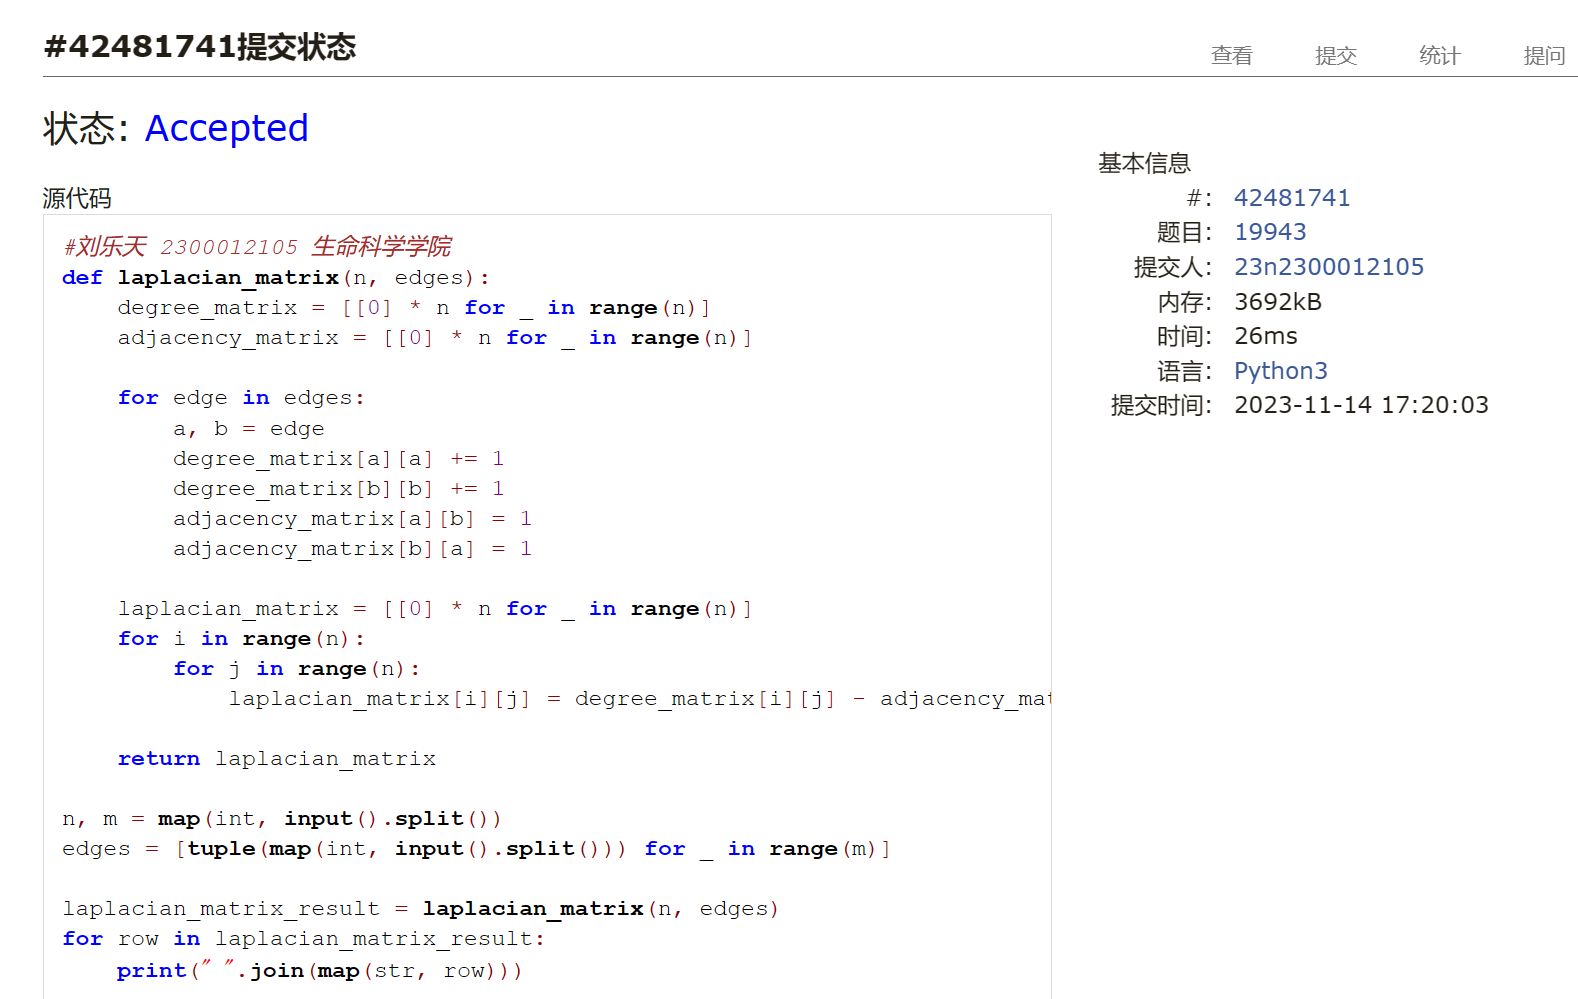 #42481741提交状态
查看 提交 统计 提问
状态: Accepted
基本信息
#: 42481741
题目: 19943
提交人: 23n2300012105
内存: 3692kB
时间: 26ms
语言: Python3
提交时间: 2023-11-14 17:20:03
源代码
#刘乐天 2300012105 生命科学学院
def laplacian_matrix(n, edges):
    degree_matrix = [[0] * n for _ in range(n)]
    adjacency_matrix = [[0] * n for _ in range(n)]
    for edge in edges:
        a, b = edge
        degree_matrix[a][a] += 1
        degree_matrix[b][b] += 1
        adjacency_matrix[a][b] = 1
        adjacency_matrix[b][a] = 1
    laplacian_matrix = [[0] * n for _ in range(n)]
    for i in range(n):
        for j in range(n):
            laplacian_matrix[i][j] = degree_matrix[i][j] - adjacency_mat
    return laplacian_matrix
n, m = map(int, input().split())
edges = [tuple(map(int, input().split())) for _ in range(m)]
laplacian_matrix_result = laplacian_matrix(n, edges)
for row in laplacian_matrix_result:
    print(" ".join(map(str, row)))